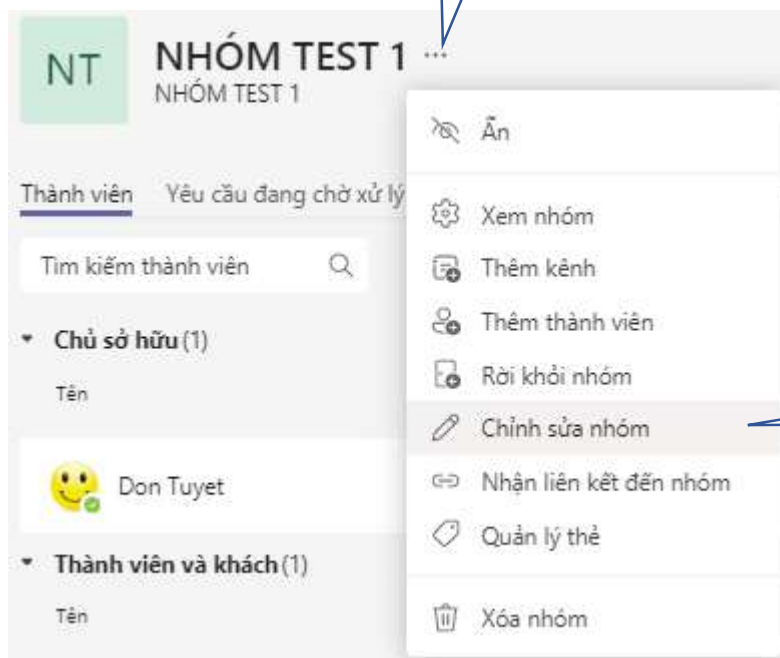 NT
NHÓM TEST 1 ...
NHÓM TEST 1
Thành viên Yêu cầu đang chờ xử lý
Tìm kiếm thành viên
Chủ sở hữu (1)
Tên
Don Tuyet
Thành viên và khách (1)
Tên
Ẩn
Xem nhóm
Thêm kênh
Thêm thành viên
Rời khỏi nhóm
Chỉnh sửa nhóm
Nhận liên kết đến nhóm
Quản lý thẻ
Xóa nhóm